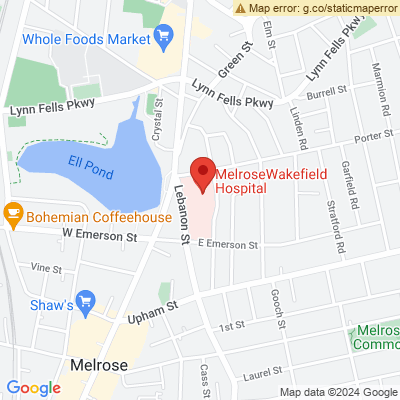 Map error: g.co/staticmaperror
Whole Foods Market
Elm St
Green St
Lynn Fells Pkwy
Marmion Rd
Lynn Fells Pkwy
Lynn Fells Pkwy
Burrell St
Crystal St
Linden Rd
Porter St
Ell Pond
MelroseWakefield
Hospital
Garfield Rd
Lebanon St
Stratford Rd
Bohemian Coffeehouse
W Emerson St
E Emerson St
Vine St
Shaw's
Upham St
Gooch St
1st St
Melros
Commo
Melrose
Laurel St
Cass St
Google
Map data ©2024 Google